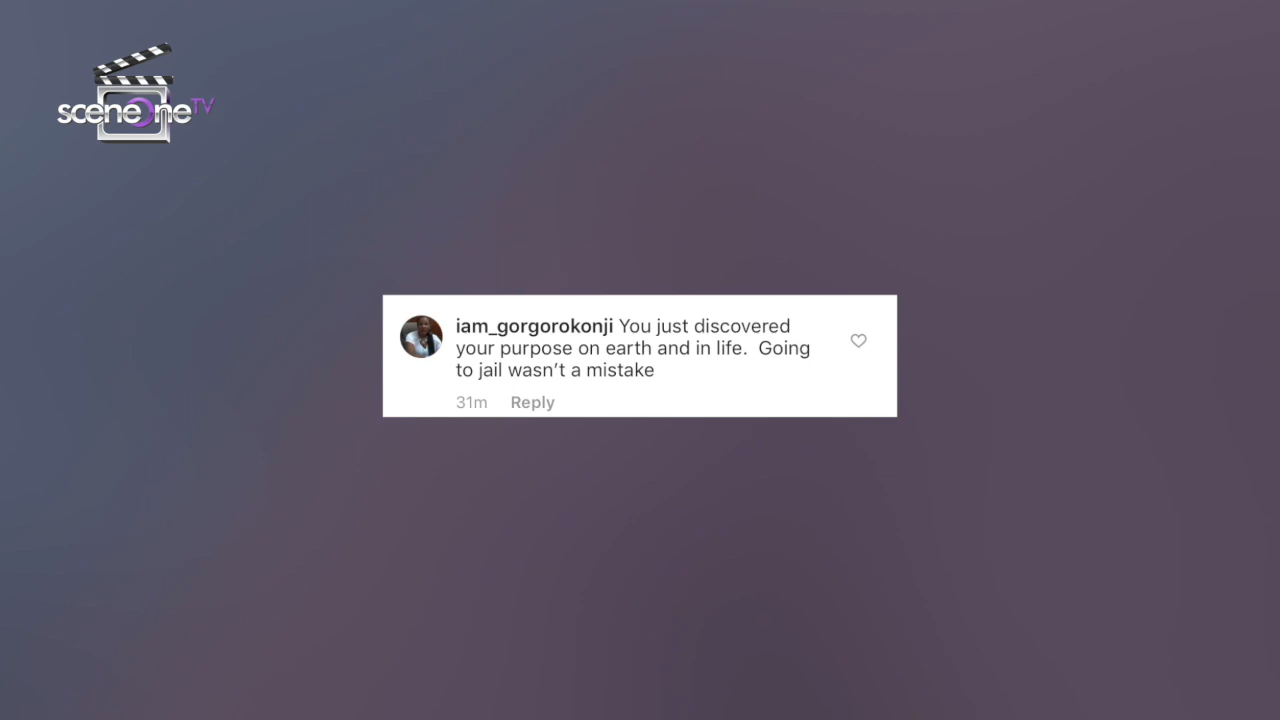 sceneOneTV
iam_gorgorokonji You just discovered
your purpose on earth and in life.  Going
to jail wasn’t a mistake
31m Reply